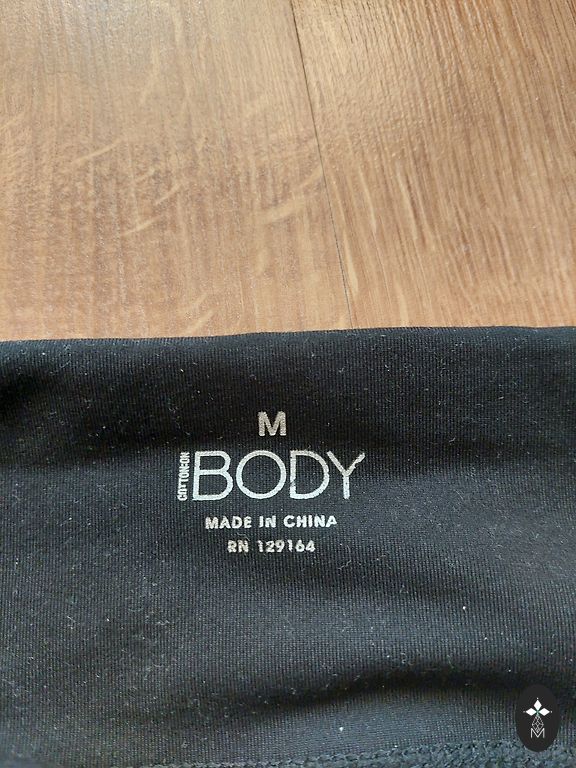 M
COTTON:ON BODY
MADE IN CHINA
RN 129164
M